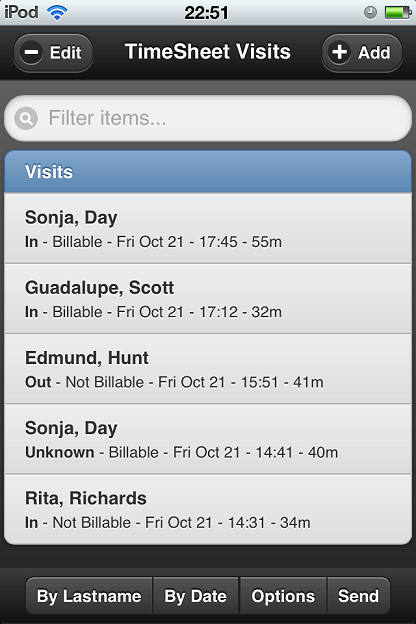 iPod 22:51
Edit TimeSheet Visits Add
Filter items...
Visits
Sonja, Day
In - Billable - Fri Oct 21 - 17:45 - 55m
Guadalupe, Scott
In - Billable - Fri Oct 21 - 17:12 - 32m
Edmund, Hunt
Out - Not Billable - Fri Oct 21 - 15:51 - 41m
Sonja, Day
Unknown - Billable - Fri Oct 21 - 14:41 - 40m
Rita, Richards
In - Not Billable - Fri Oct 21 - 14:31 - 34m
By Lastname By Date Options Send